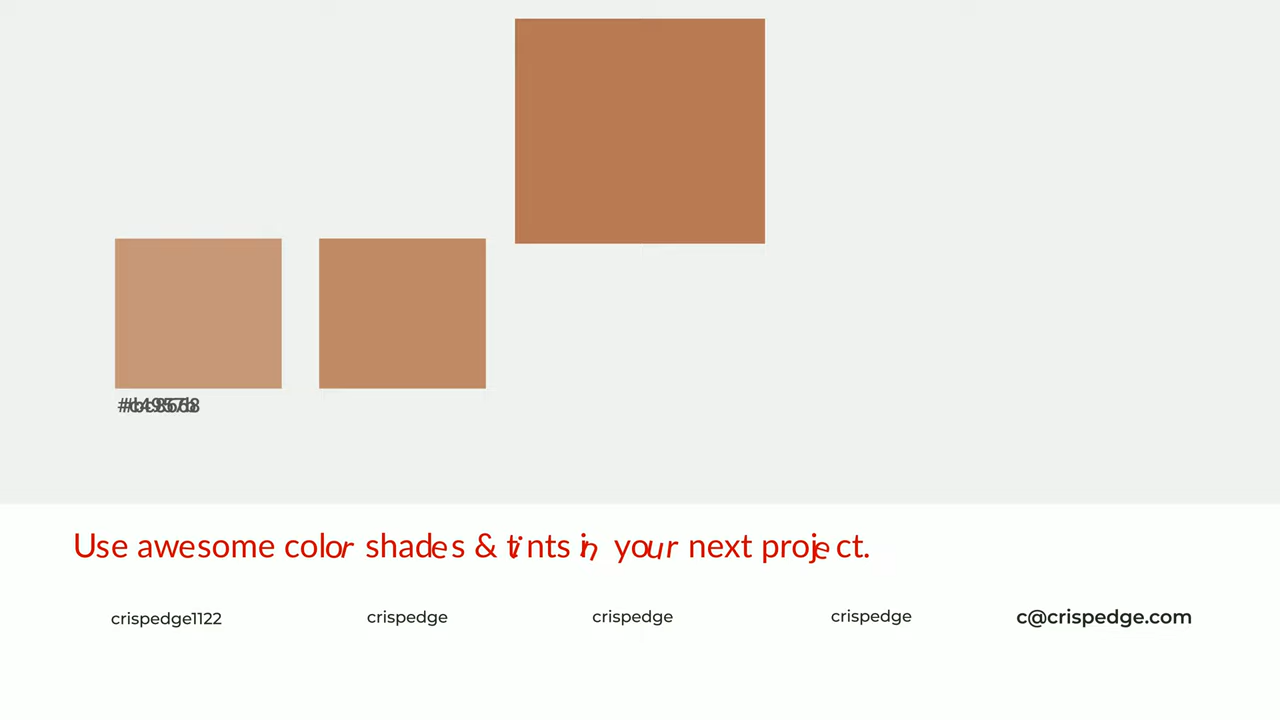 Use awesome color shades & tints in your next project.
crispedge1122 crispedge crispedge crispedge c@crispedge.com